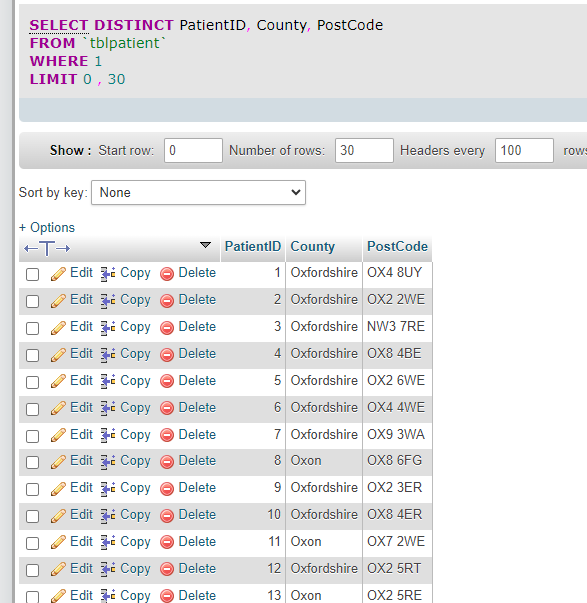 SELECT DISTINCT PatientID, County, PostCode
FROM `tblpatient`
WHERE 1
LIMIT 0 , 30
Show : Start row: 0 Number of rows: 30 Headers every 100 rows
Sort by key: None
+ Options
←T→ PatientID County PostCode
Edit Copy Delete 1 Oxfordshire OX4 8UY
Edit Copy Delete 2 Oxfordshire OX2 2WE
Edit Copy Delete 3 Oxfordshire NW3 7RE
Edit Copy Delete 4 Oxfordshire OX8 4BE
Edit Copy Delete 5 Oxfordshire OX2 6WE
Edit Copy Delete 6 Oxfordshire OX4 4WE
Edit Copy Delete 7 Oxfordshire OX9 3WA
Edit Copy Delete 8 Oxon OX8 6FG
Edit Copy Delete 9 Oxfordshire OX2 3ER
Edit Copy Delete 10 Oxfordshire OX8 4ER
Edit Copy Delete 11 Oxon OX7 2WE
Edit Copy Delete 12 Oxfordshire OX2 5RT
Edit Copy Delete 13 Oxon OX2 5RE